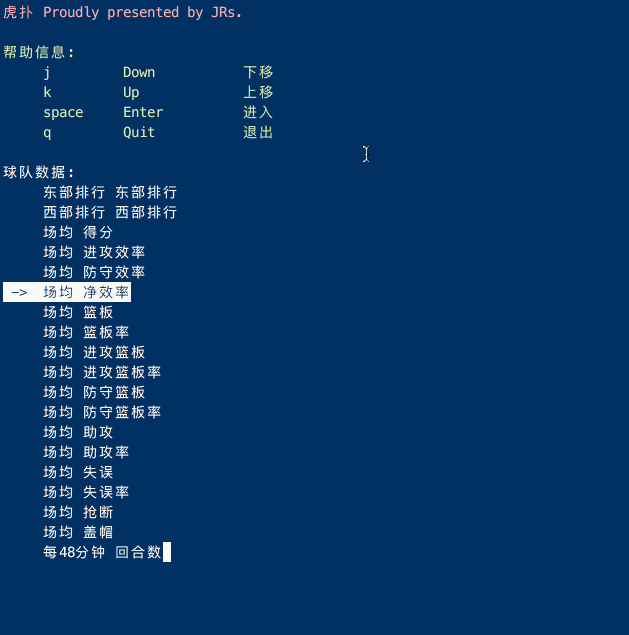 虎扑 Proudly presented by JRs.
帮助信息:
j Down 下移
k Up 上移
space Enter 进入
q Quit 退出
球队数据:
东部排行 东部排行
西部排行 西部排行
场均 得分
场均 进攻效率
场均 防守效率
-> 场均 净效率
场均 篮板
场均 篮板率
场均 进攻篮板
场均 进攻篮板率
场均 防守篮板
场均 防守篮板率
场均 助攻
场均 助攻率
场均 失误
场均 失误率
场均 抢断
场均 盖帽
每48分钟 回合数